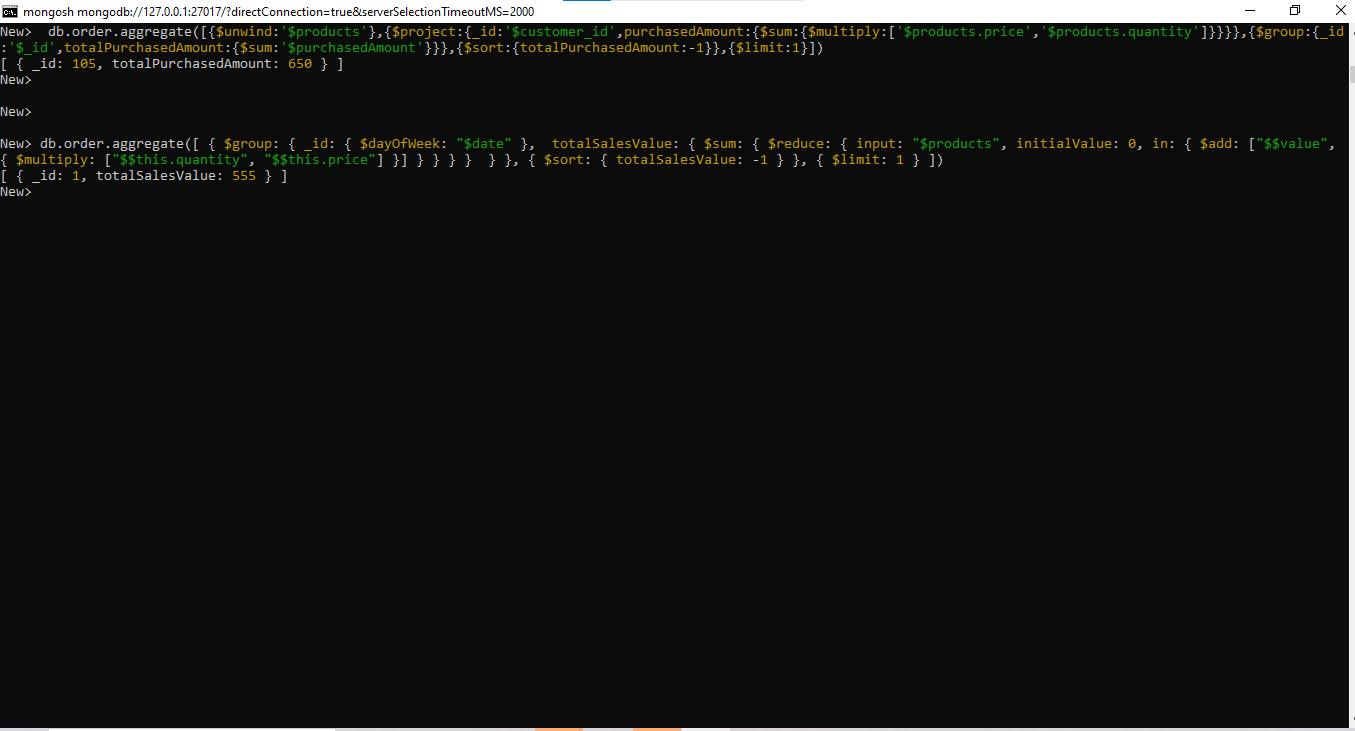 mongosh mongodb://127.0.0.1:27017/?directConnection=true&serverSelectionTimeoutMS=2000
New>  db.order.aggregate([{$unwind:'$products'},{$project:{_id:'$customer_id',purchasedAmount:{$sum:{$multiply:['$products.price','$products.quantity']}}}},{$group:{_id
:'$_id',totalPurchasedAmount:{$sum:'$purchasedAmount'}}},{$sort:{totalPurchasedAmount:-1}},{$limit:1}])
[ { _id: 105, totalPurchasedAmount: 650 } ]
New>
New>
New> db.order.aggregate([ { $group: { _id: { $dayOfWeek: "$date" },  totalSalesValue: { $sum: { $reduce: { input: "$products", initialValue: 0, in: { $add: ["$$value",
{ $multiply: ["$$this.quantity", "$$this.price"] }] } } } }  } }, { $sort: { totalSalesValue: -1 } }, { $limit: 1 } ])
[ { _id: 1, totalSalesValue: 555 } ]
New>